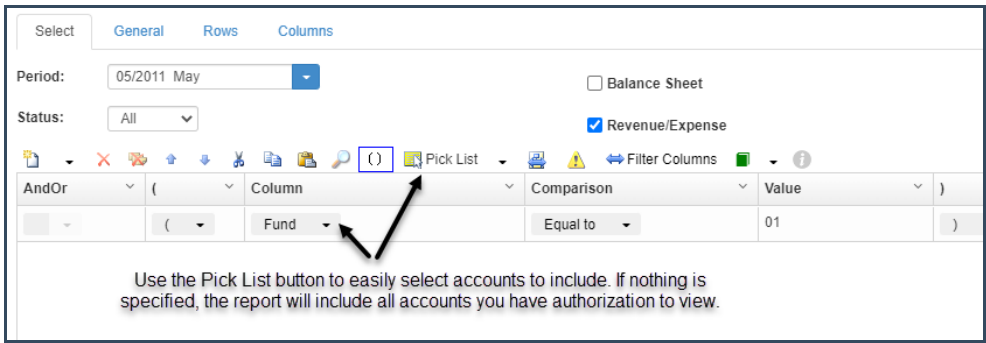 Select General Rows Columns
Period: 05/2011 May Balance Sheet
Status: All Revenue/Expense
( ) Pick List Filter Columns
AndOr ( Column Comparison Value )
( Fund Equal to 01 )
Use the Pick List button to easily select accounts to include. If nothing is
specified, the report will include all accounts you have authorization to view.